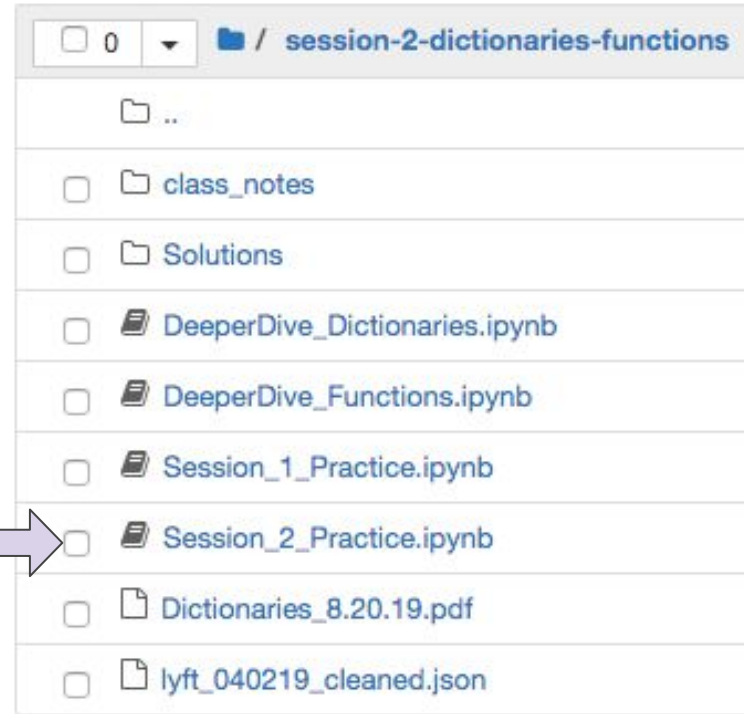 0 / session-2-dictionaries-functions
..
class_notes
Solutions
DeeperDive_Dictionaries.ipynb
DeeperDive_Functions.ipynb
Session_1_Practice.ipynb
Session_2_Practice.ipynb
Dictionaries_8.20.19.pdf
lyft_040219_cleaned.json